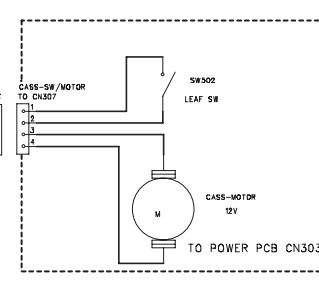 SW502
LEAF SW
CASS-SW/MOTOR
TO CN307
1
2
3
4
CASS-MOTOR
12V
M
TO POWER PCB CN303